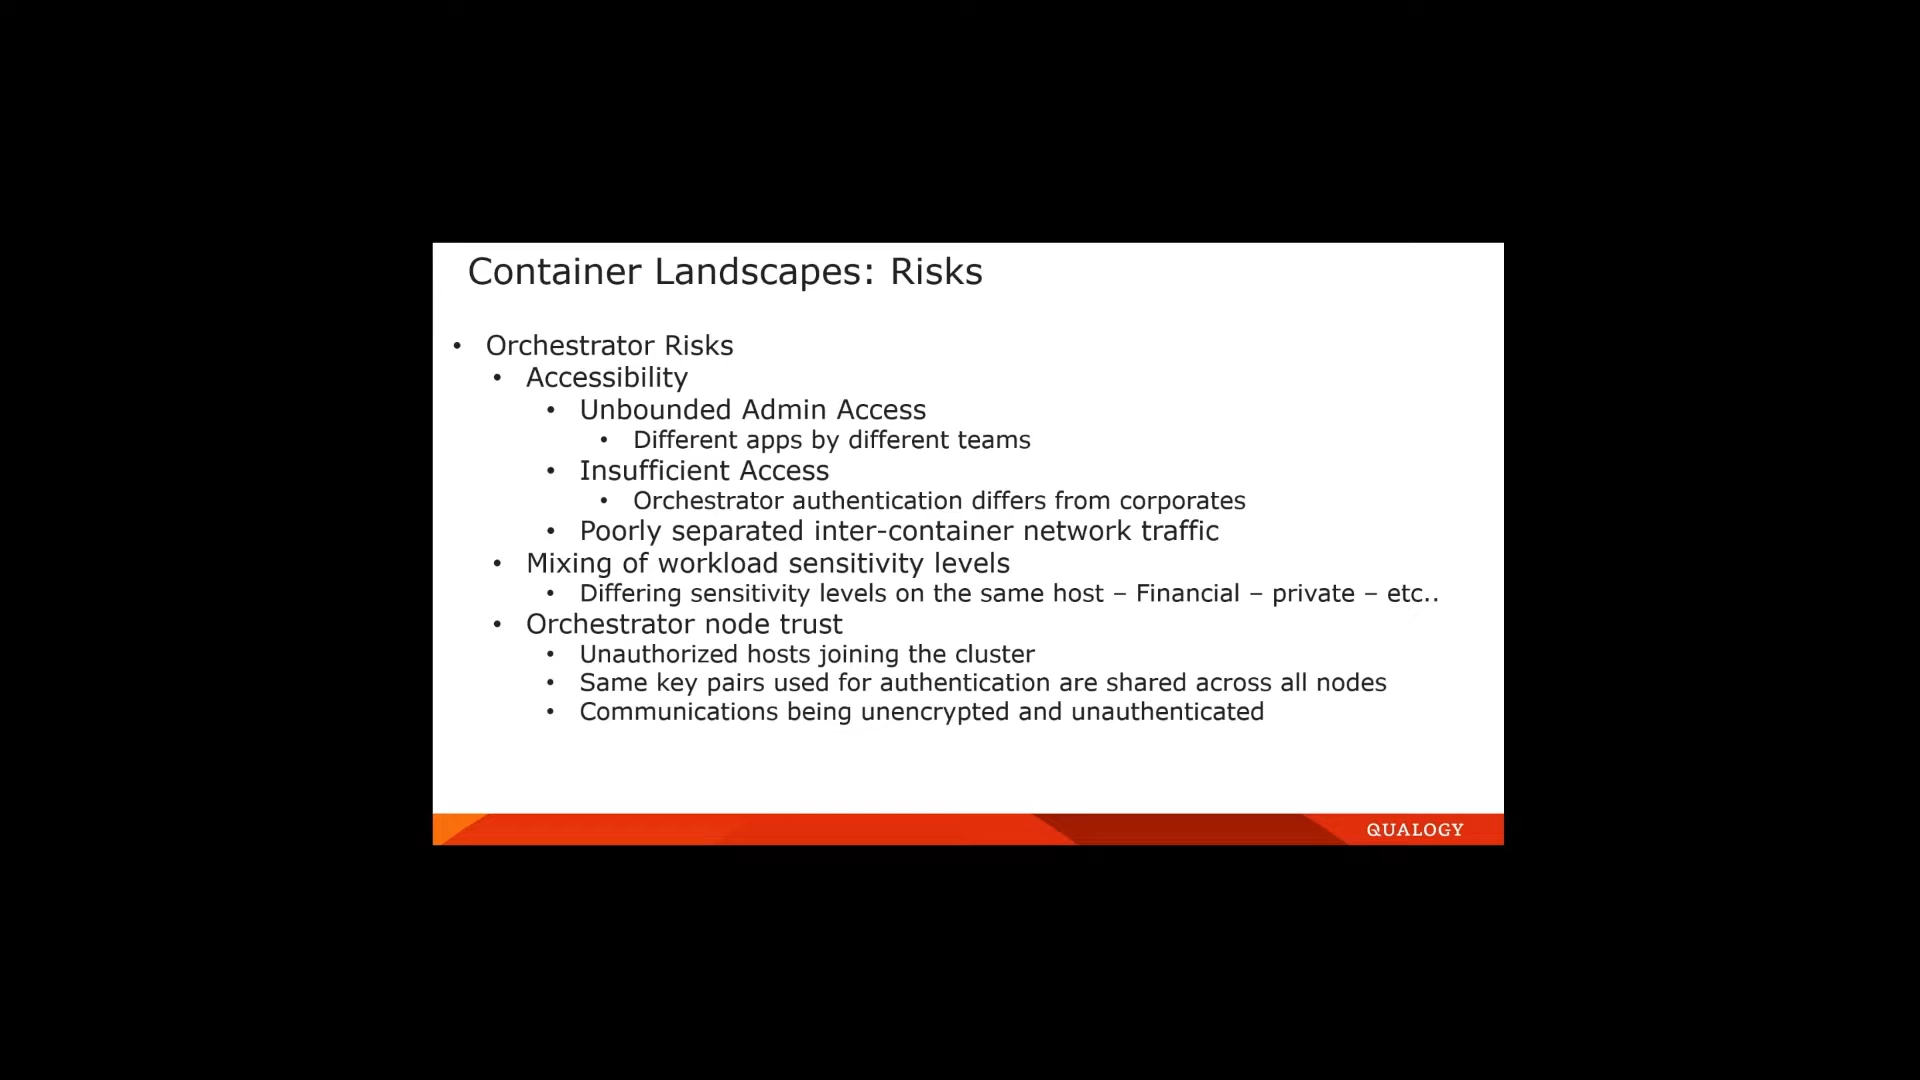 Container Landscapes: Risks
• Orchestrator Risks
• Accessibility
• Unbounded Admin Access
• Different apps by different teams
• Insufficient Access
• Orchestrator authentication differs from corporates
• Poorly separated inter-container network traffic
• Mixing of workload sensitivity levels
• Differing sensitivity levels on the same host – Financial – private – etc..
• Orchestrator node trust
• Unauthorized hosts joining the cluster
• Same key pairs used for authentication are shared across all nodes
• Communications being unencrypted and unauthenticated
QUALOGY